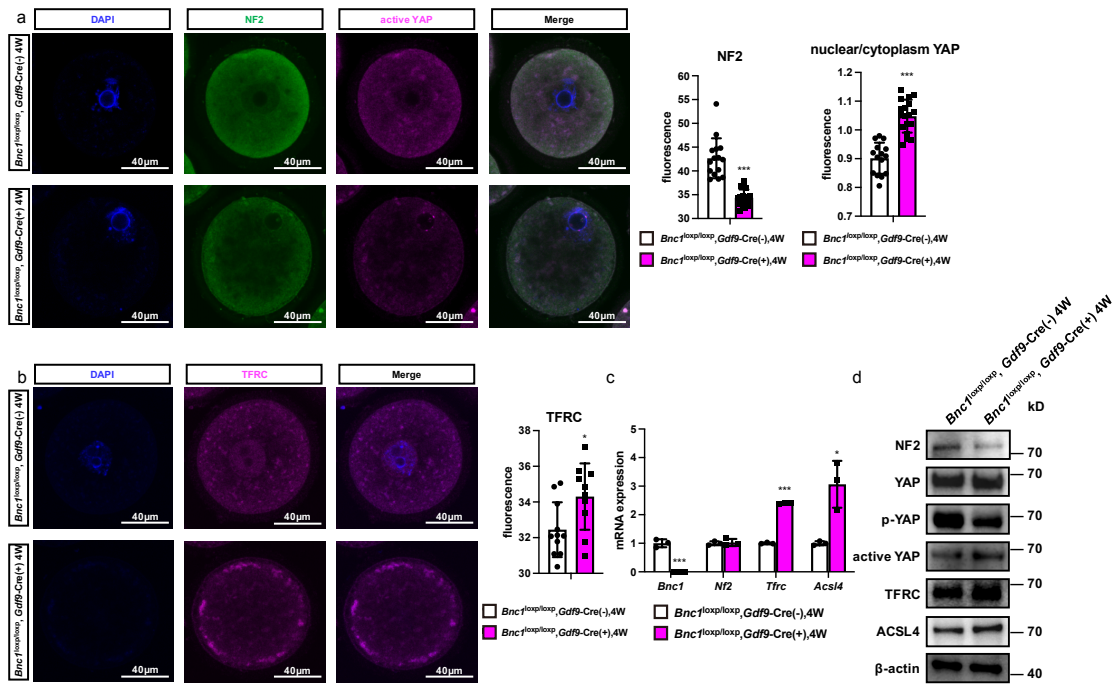 a
DAPI
NF2
active YAP
Merge
Bnc1loxp/loxp, Gdf9-Cre(-) 4W
40μm
40μm
40μm
40μm
Bnc1loxp/loxp, Gdf9-Cre(+) 4W
40μm
40μm
40μm
40μm
NF2
fluorescence
60
55
50
45
40
35
30
***
Bnc1loxp/loxp,Gdf9-Cre(-),4W
Bnc1loxp/loxp,Gdf9-Cre(+),4W
nuclear/cytoplasm YAP
fluorescence
1.2
1.1
1.0
0.9
0.8
0.7
***
Bnc1loxp/loxp,Gdf9-Cre(-),4W
Bnc1loxp/loxp,Gdf9-Cre(+),4W
b
DAPI
TFRC
Merge
Bnc1loxp/loxp, Gdf9-Cre(-) 4W
40μm
40μm
40μm
Bnc1loxp/loxp, Gdf9-Cre(+) 4W
40μm
40μm
40μm
TFRC
fluorescence
38
36
34
32
30
*
Bnc1loxp/loxp,Gdf9-Cre(-),4W
Bnc1loxp/loxp,Gdf9-Cre(+),4W
c
mRNA expression
5
4
3
2
1
0
***
***
*
Bnc1
Nf2
Tfrc
Acsl4
Bnc1loxp/loxp,Gdf9-Cre(-),4W
Bnc1loxp/loxp,Gdf9-Cre(+),4W
d
Bnc1loxp/loxp, Gdf9-Cre(-) 4W
Bnc1loxp/loxp, Gdf9-Cre(+) 4W
kD
NF2
70
YAP
70
p-YAP
70
active YAP
70
TFRC
70
ACSL4
70
β-actin
40